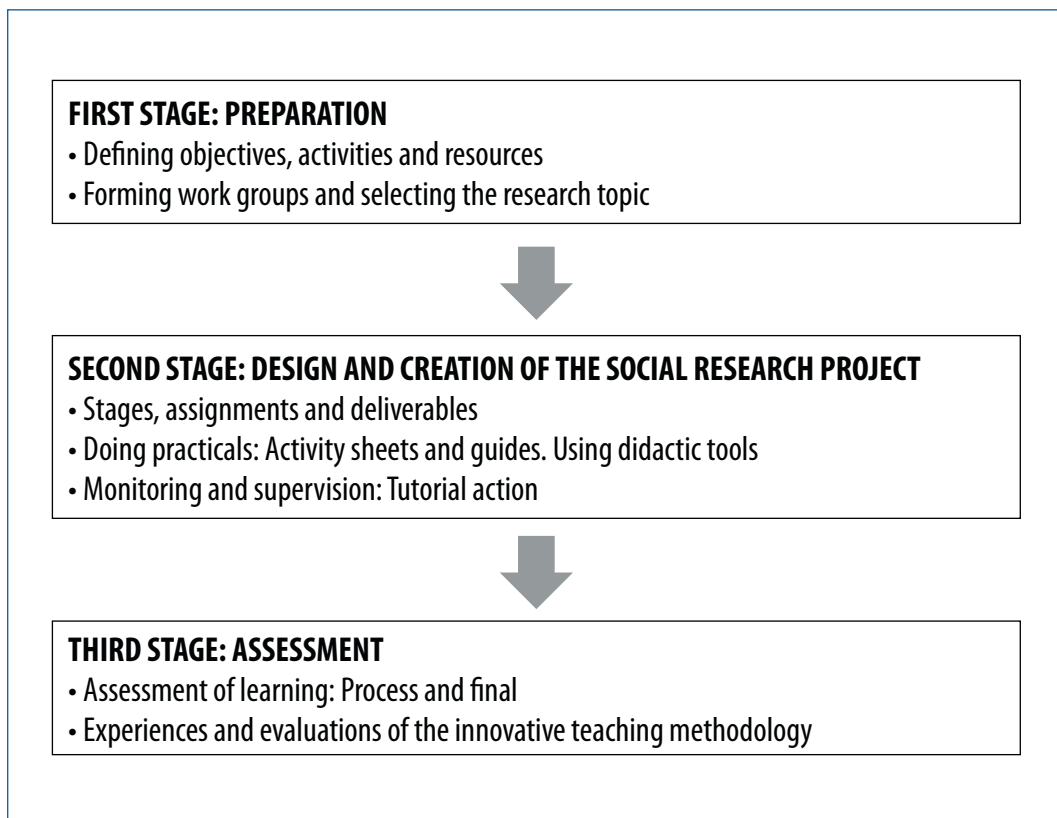 FIRST STAGE: PREPARATION
• Defining objectives, activities and resources
• Forming work groups and selecting the research topic
SECOND STAGE: DESIGN AND CREATION OF THE SOCIAL RESEARCH PROJECT
• Stages, assignments and deliverables
• Doing practicals: Activity sheets and guides. Using didactic tools
• Monitoring and supervision: Tutorial action
THIRD STAGE: ASSESSMENT
• Assessment of learning: Process and final
• Experiences and evaluations of the innovative teaching methodology